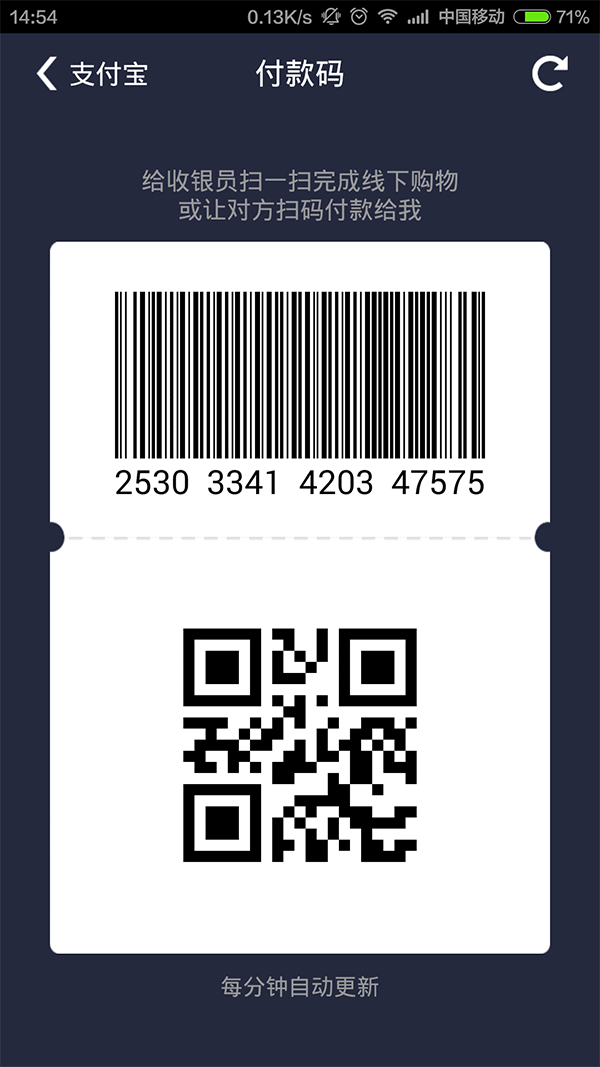 14:54 0.13K/s 中国移动 71%
支付宝 付款码
给收银员扫一扫完成线下购物
或让对方扫码付款给我
2530 3341 4203 47575
每分钟自动更新